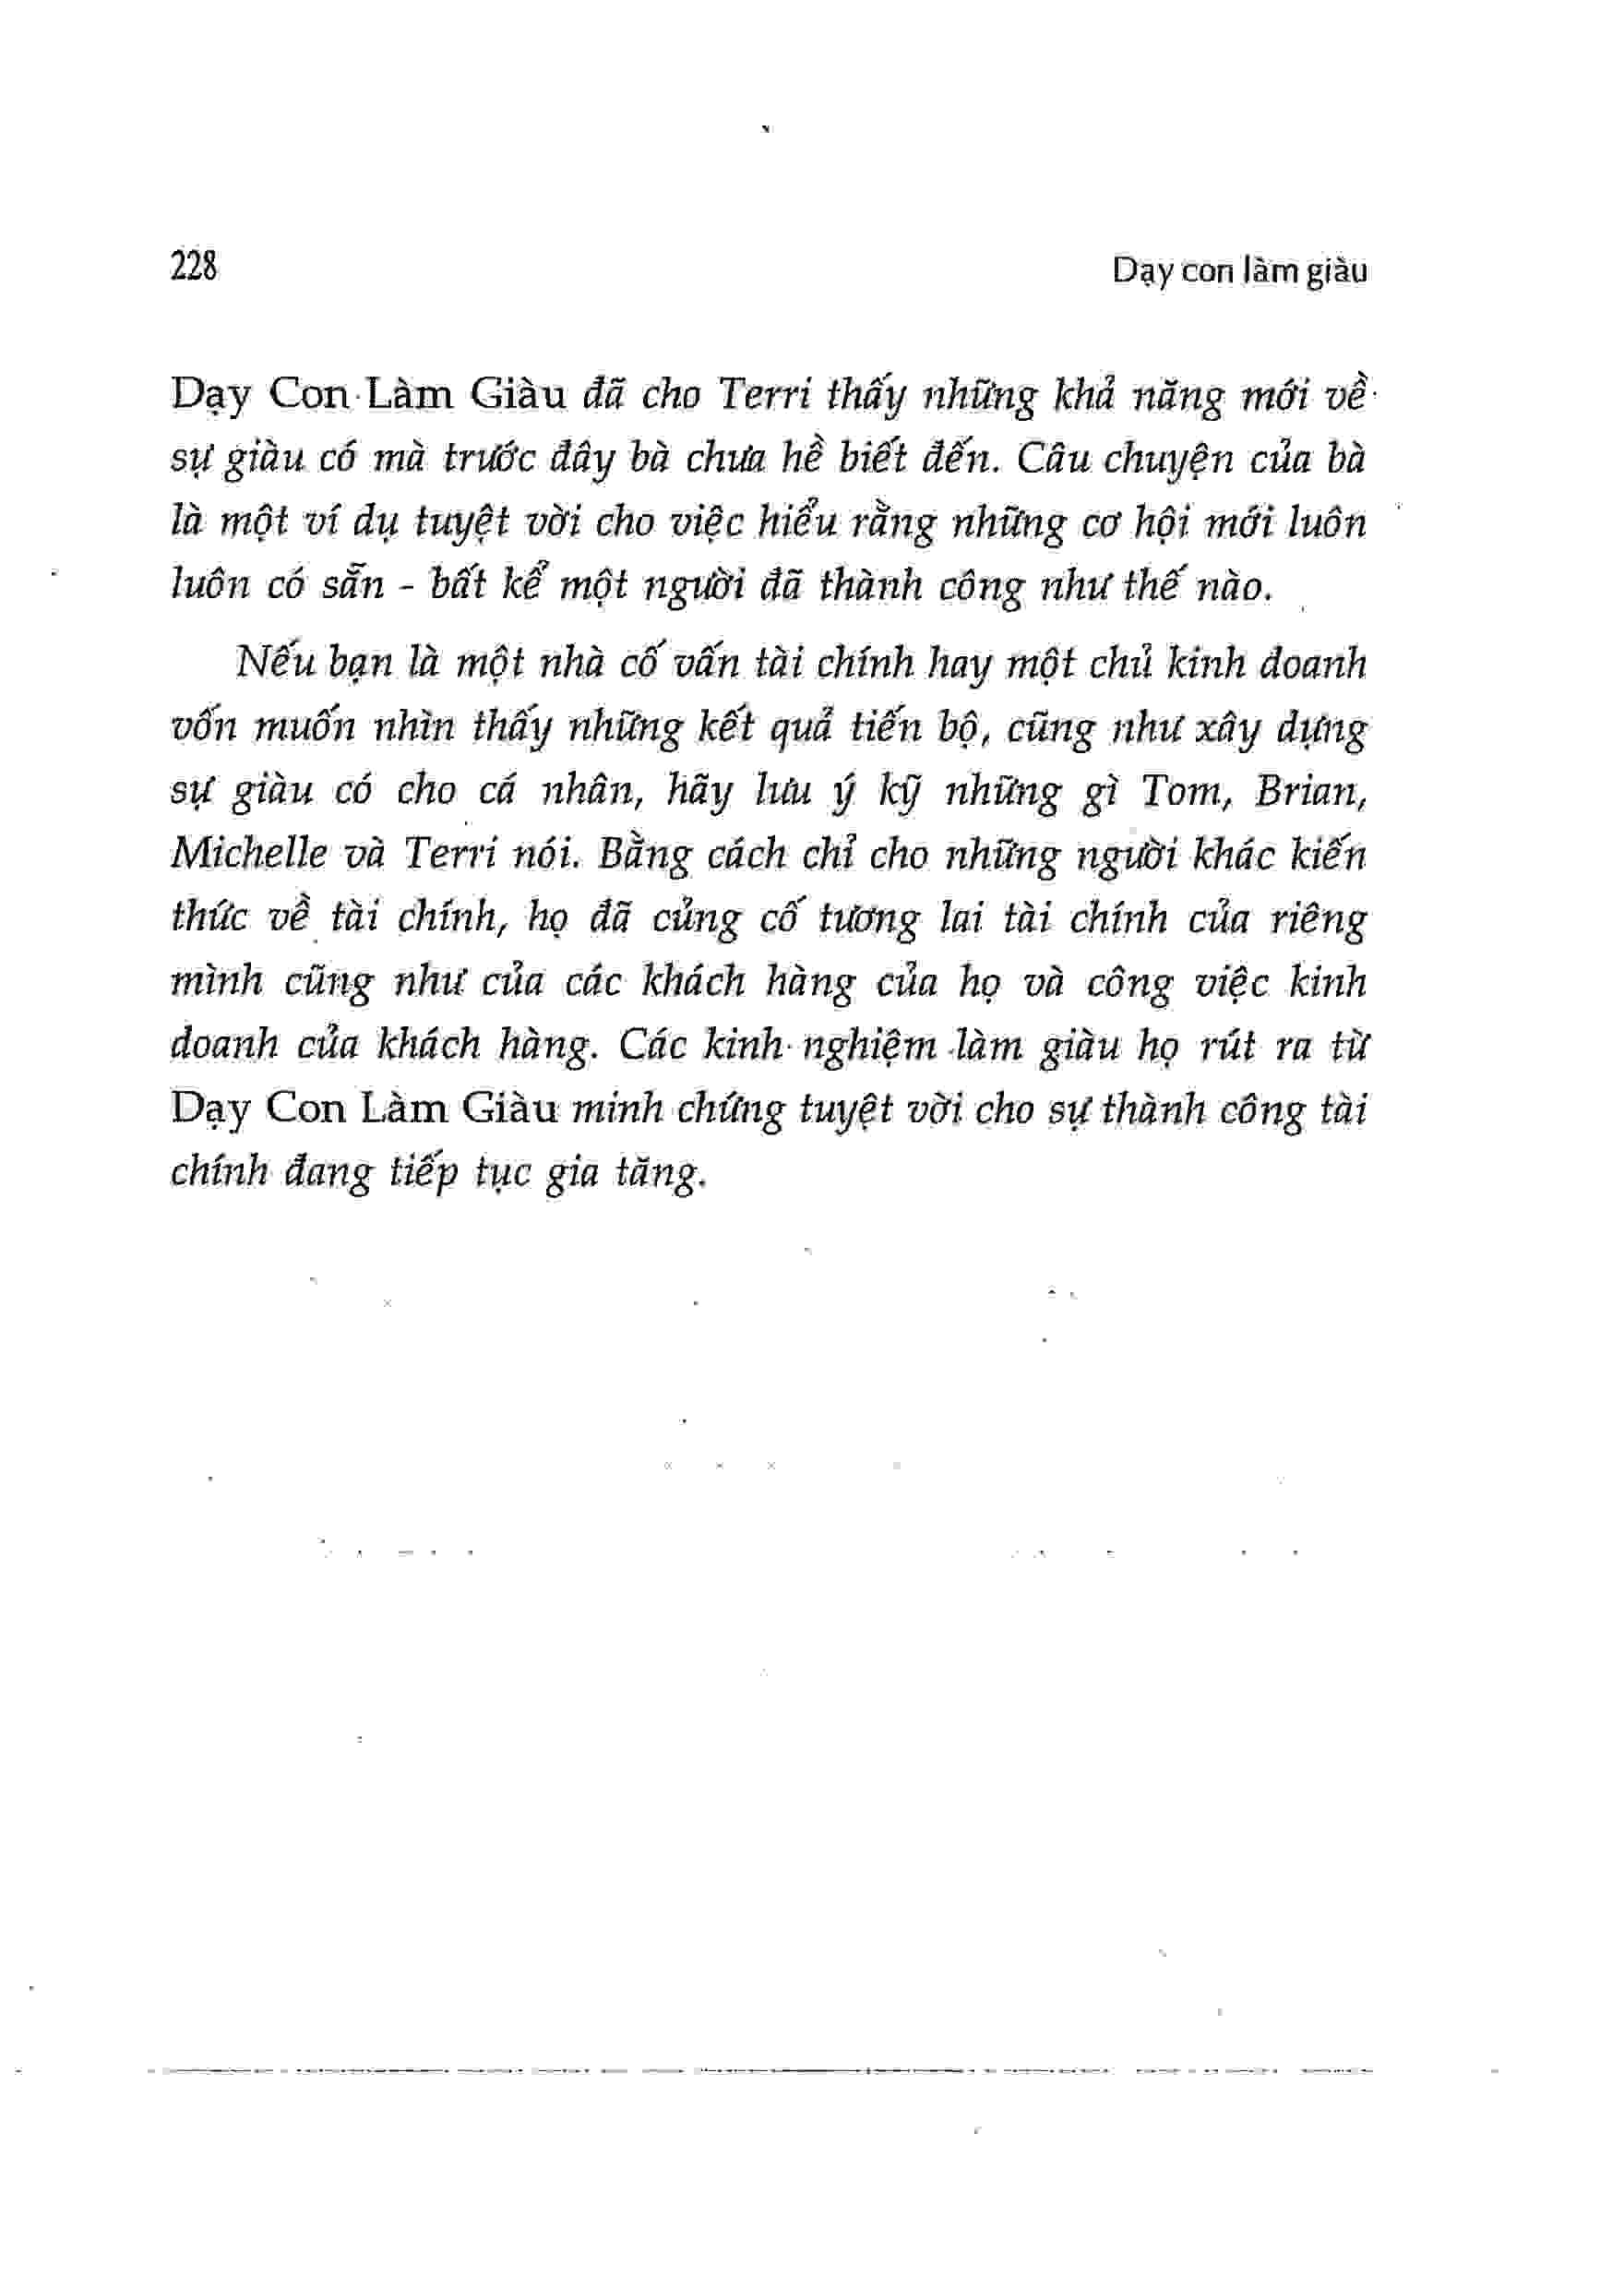 228
Dạy con làm giàu
Dạy Con Làm Giàu đã cho Terri thấy những khả năng mới về
sự giàu có mà trước đây bà chưa hề biết đến. Câu chuyện của bà
là một ví dụ tuyệt vời cho việc hiểu rằng những cơ hội mới luôn
luôn có sẵn - bất kể một người đã thành công như thế nào.
Nếu bạn là một nhà cố vấn tài chính hay một chủ kinh doanh
vốn muốn nhìn thấy những kết quả tiến bộ, cũng như xây dựng
sự giàu có cho cá nhân, hãy lưu ý kỹ những gì Tom, Brian,
Michelle và Terri nói. Bằng cách chỉ cho những người khác kiến
thức về tài chính, họ đã củng cố tương lai tài chính của riêng
mình cũng như của các khách hàng của họ và công việc kinh
doanh của khách hàng. Các kinh nghiệm làm giàu họ rút ra từ
Dạy Con Làm Giàu minh chứng tuyệt vời cho sự thành công tài
chính đang tiếp tục gia tăng.